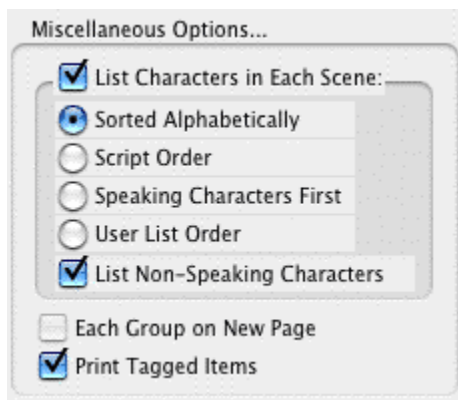 Miscellaneous Options...
List Characters in Each Scene:
Sorted Alphabetically
Script Order
Speaking Characters First
User List Order
List Non-Speaking Characters
Each Group on New Page
Print Tagged Items